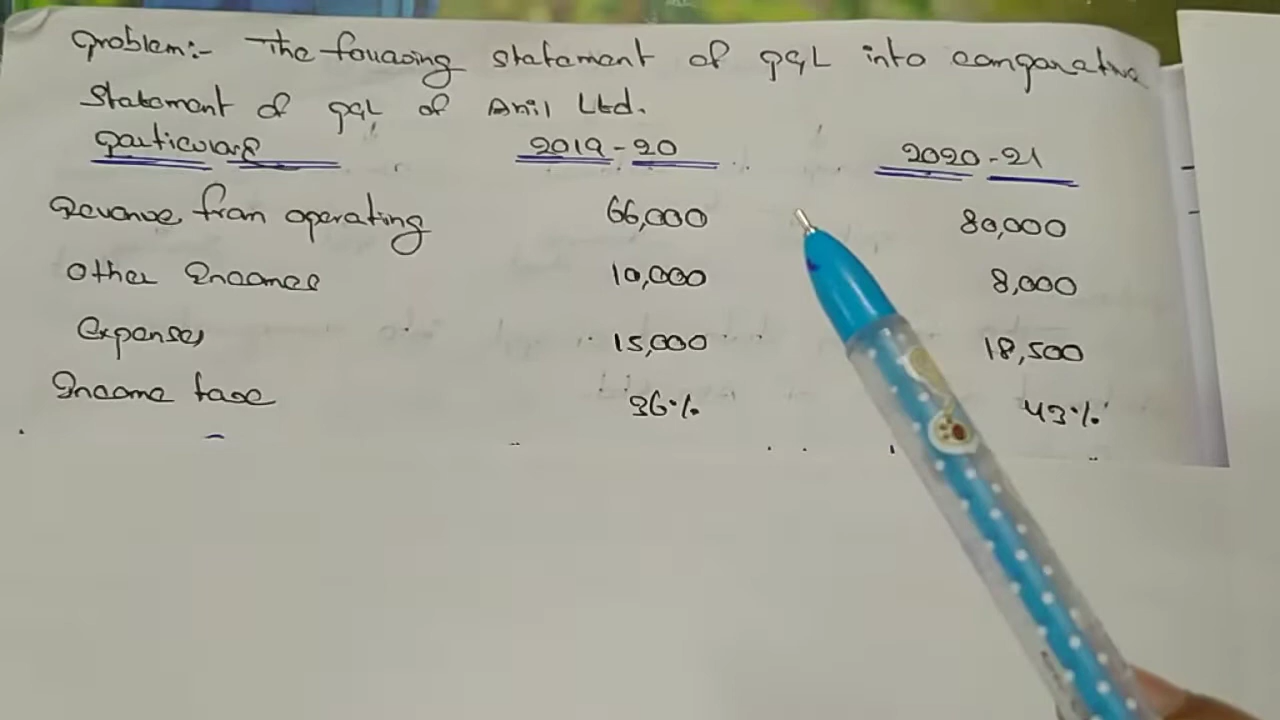 Problem:- The following statement of P&L into comparative
Statement of P&L of Anil Ltd.
Particulars 2019-20 2020-21
Revenue from operating 66,000 80,000
Other Incomes 10,000 8,000
Expenses 15,000 18,500
Income taxe 36% 43%